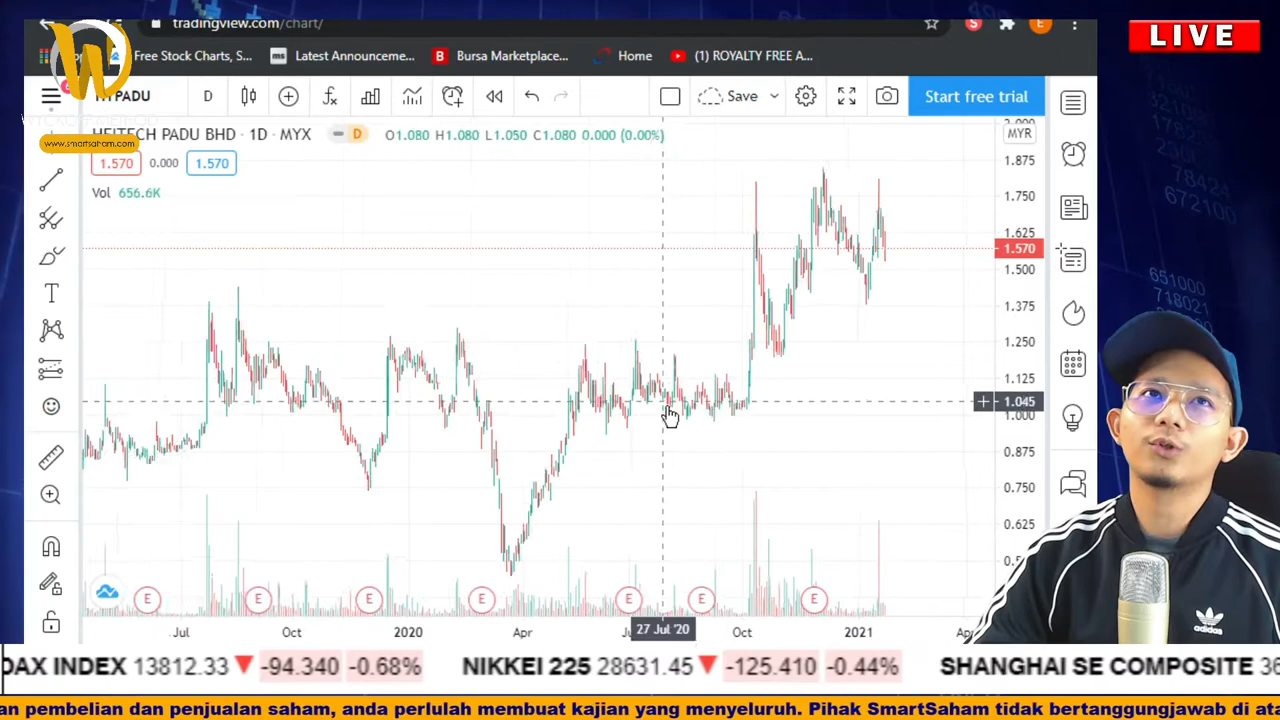 tradingview.com/chart/
LIVE
Free Stock Charts, S...
Latest Announceme...
Bursa Marketplace...
Home
(1) ROYALTY FREE A...
PADU
D
Save
Start free trial
HEITECH PADU BHD · 1D · MYX
D
O1.080 H1.080 L1.050 C1.080 0.000 (0.00%)
MYR
www.smartsaham.com
1.570
0.000
1.570
Vol 656.6K
1.875
1.750
1.625
1.570
1.500
1.375
1.250
1.125
1.045
1.000
0.875
0.750
0.625
E
E
E
E
E
E
E
Jul
Oct
2020
Apr
27 Jul '20
Oct
2021
adidas
DAX INDEX 13812.33 -94.340 -0.68%
NIKKEI 225 28631.45 -125.410 -0.44%
SHANGHAI SE COMPOSITE 36
an pembelian dan penjualan saham, anda perlulah membuat kajian yang menyeluruh. Pihak SmartSaham tidak bertanggungjawab di ata